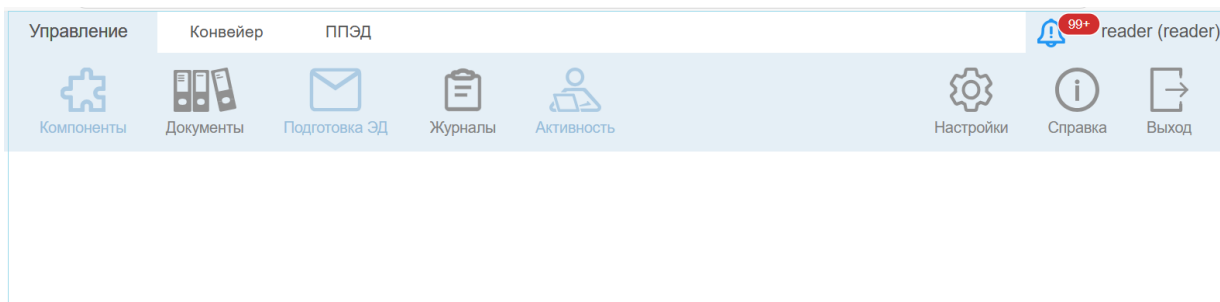 Управление Конвейер ППЭД 99+ reader (reader)
Компоненты Документы Подготовка ЭД Журналы Активность Настройки Справка Выход